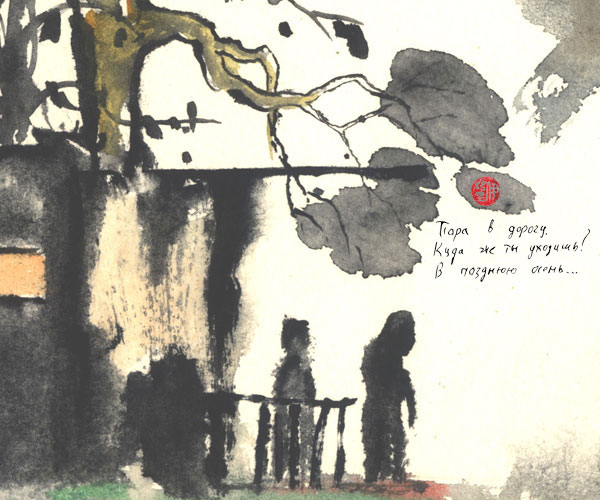 Пора в дорогу.
Куда же ты уходишь?
В позднюю осень...